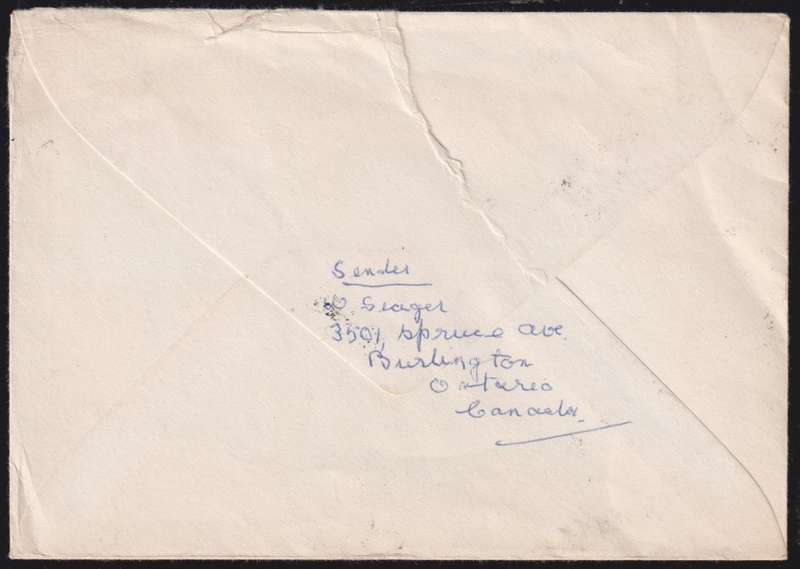 Sender
Seager
3501, Spruce Ave.
Burlington
Ontario
Canada.